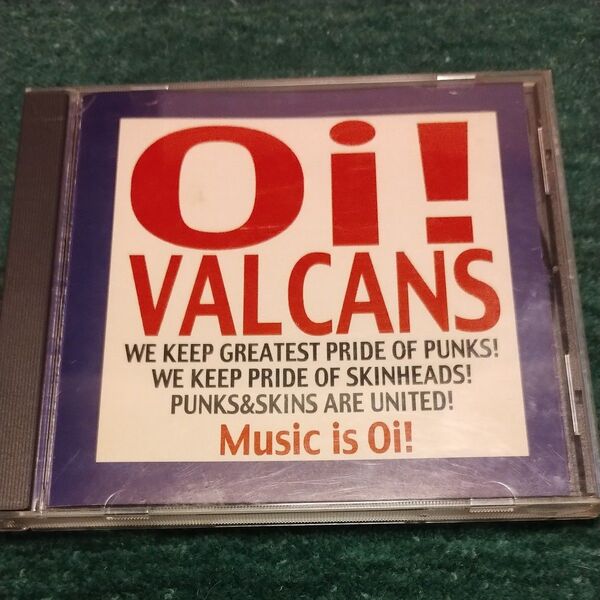 Oi!
VALCANS
WE KEEP GREATEST PRIDE OF PUNKS!
WE KEEP PRIDE OF SKINHEADS!
PUNKS&SKINS ARE UNITED!
Music is Oi!